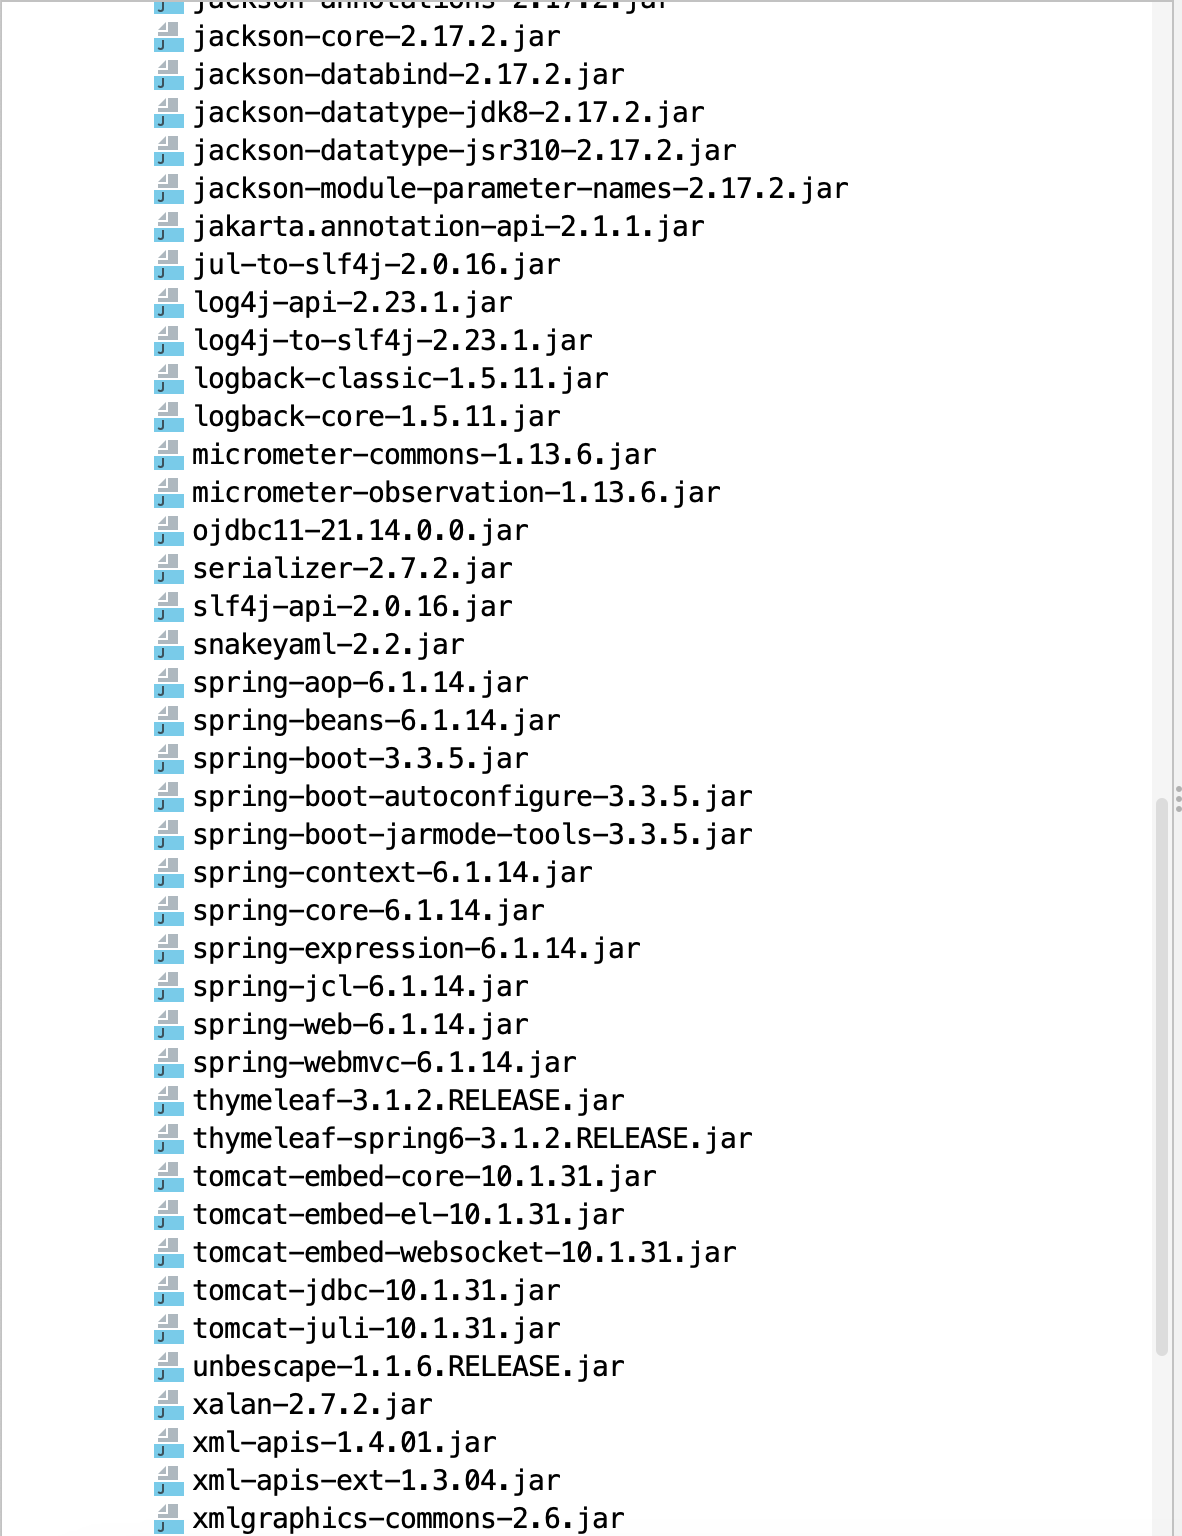 jackson-annotations-2.17.2.jar
jackson-core-2.17.2.jar
jackson-databind-2.17.2.jar
jackson-datatype-jdk8-2.17.2.jar
jackson-datatype-jsr310-2.17.2.jar
jackson-module-parameter-names-2.17.2.jar
jakarta.annotation-api-2.1.1.jar
jul-to-slf4j-2.0.16.jar
log4j-api-2.23.1.jar
log4j-to-slf4j-2.23.1.jar
logback-classic-1.5.11.jar
logback-core-1.5.11.jar
micrometer-commons-1.13.6.jar
micrometer-observation-1.13.6.jar
ojdbc11-21.14.0.0.jar
serializer-2.7.2.jar
slf4j-api-2.0.16.jar
snakeyaml-2.2.jar
spring-aop-6.1.14.jar
spring-beans-6.1.14.jar
spring-boot-3.3.5.jar
spring-boot-autoconfigure-3.3.5.jar
spring-boot-jarmode-tools-3.3.5.jar
spring-context-6.1.14.jar
spring-core-6.1.14.jar
spring-expression-6.1.14.jar
spring-jcl-6.1.14.jar
spring-web-6.1.14.jar
spring-webmvc-6.1.14.jar
thymeleaf-3.1.2.RELEASE.jar
thymeleaf-spring6-3.1.2.RELEASE.jar
tomcat-embed-core-10.1.31.jar
tomcat-embed-el-10.1.31.jar
tomcat-embed-websocket-10.1.31.jar
tomcat-jdbc-10.1.31.jar
tomcat-juli-10.1.31.jar
unbescape-1.1.6.RELEASE.jar
xalan-2.7.2.jar
xml-apis-1.4.01.jar
xml-apis-ext-1.3.04.jar
xmlgraphics-commons-2.6.jar